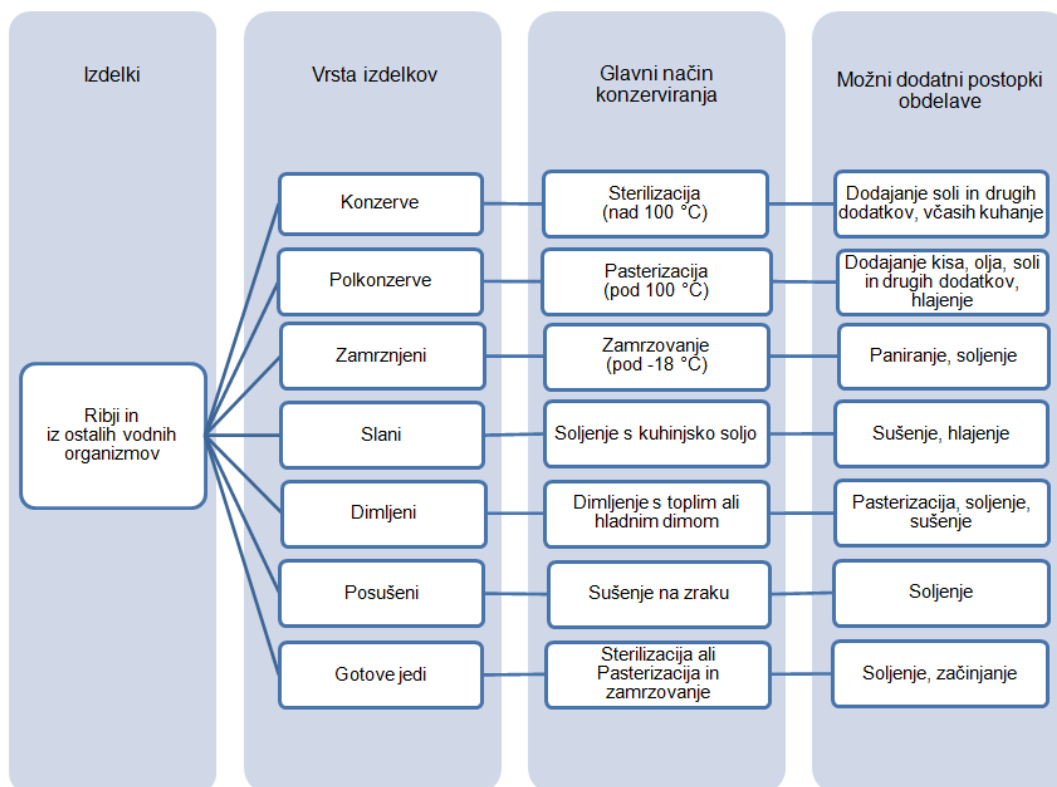 Izdelki
Vrsta izdelkov
Glavni način
konzerviranja
Možni dodatni postopki
obdelave
Ribji in
iz ostalih vodnih
organizmov
Konzerve
Sterilizacija
(nad 100 °C)
Dodajanje soli in drugih
dodatkov, včasih kuhanje
Polkonzerve
Pasterizacija
(pod 100 °C)
Dodajanje kisa, olja, soli
in drugih dodatkov,
hlajenje
Zamrznjeni
Zamrzovanje
(pod -18 °C)
Paniranje, soljenje
Slani
Soljenje s kuhinjsko soljo
Sušenje, hlajenje
Dimljeni
Dimljenje s toplim ali
hladnim dimom
Pasterizacija, soljenje,
sušenje
Posušeni
Sušenje na zraku
Soljenje
Gotove jedi
Sterilizacija ali
Pasterizacija in
zamrzovanje
Soljenje, začinjanje